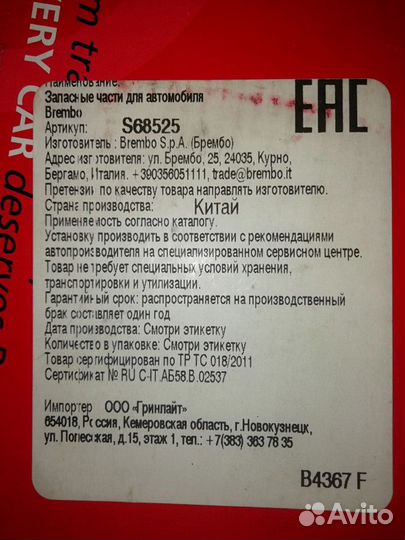 m tra
VERY CAR deserves B
EAC
Наименование:
Запасные части для автомобиля
Brembo
Артикул: S68525
Изготовитель : Brembo S.p.A. (Брембо)
Адрес изготовителя: ул. Брембо, 25, 24035, Курно,
Бергамо, Италия. +390356051111, trade@brembo.it
Претензии по качеству товара направлять изготовителю.
Страна производства: Китай
Применяемость согласно каталогу.
Установку производить в соответствии с рекомендациями
автопроизводителя на специализированном сервисном центре.
Товар не требует специальных условий хранения,
транспортировки и утилизации.
Гарантийный срок: распространяется на производственный
брак составляет один год
Дата производства: Смотри этикетку
Количество в упаковке: Смотри этикетку
Товар сертифицирован по ТР ТС 018/2011
Сертификат № RU C-IT.АБ58.В.02537
Импортер ООО «Гринлайт»
654018, Россия, Кемеровская область, г.Новокузнецк,
ул. Полесская, д.15, этаж 1, тел.: +7(383) 363 78 35
B4367 F
Avito